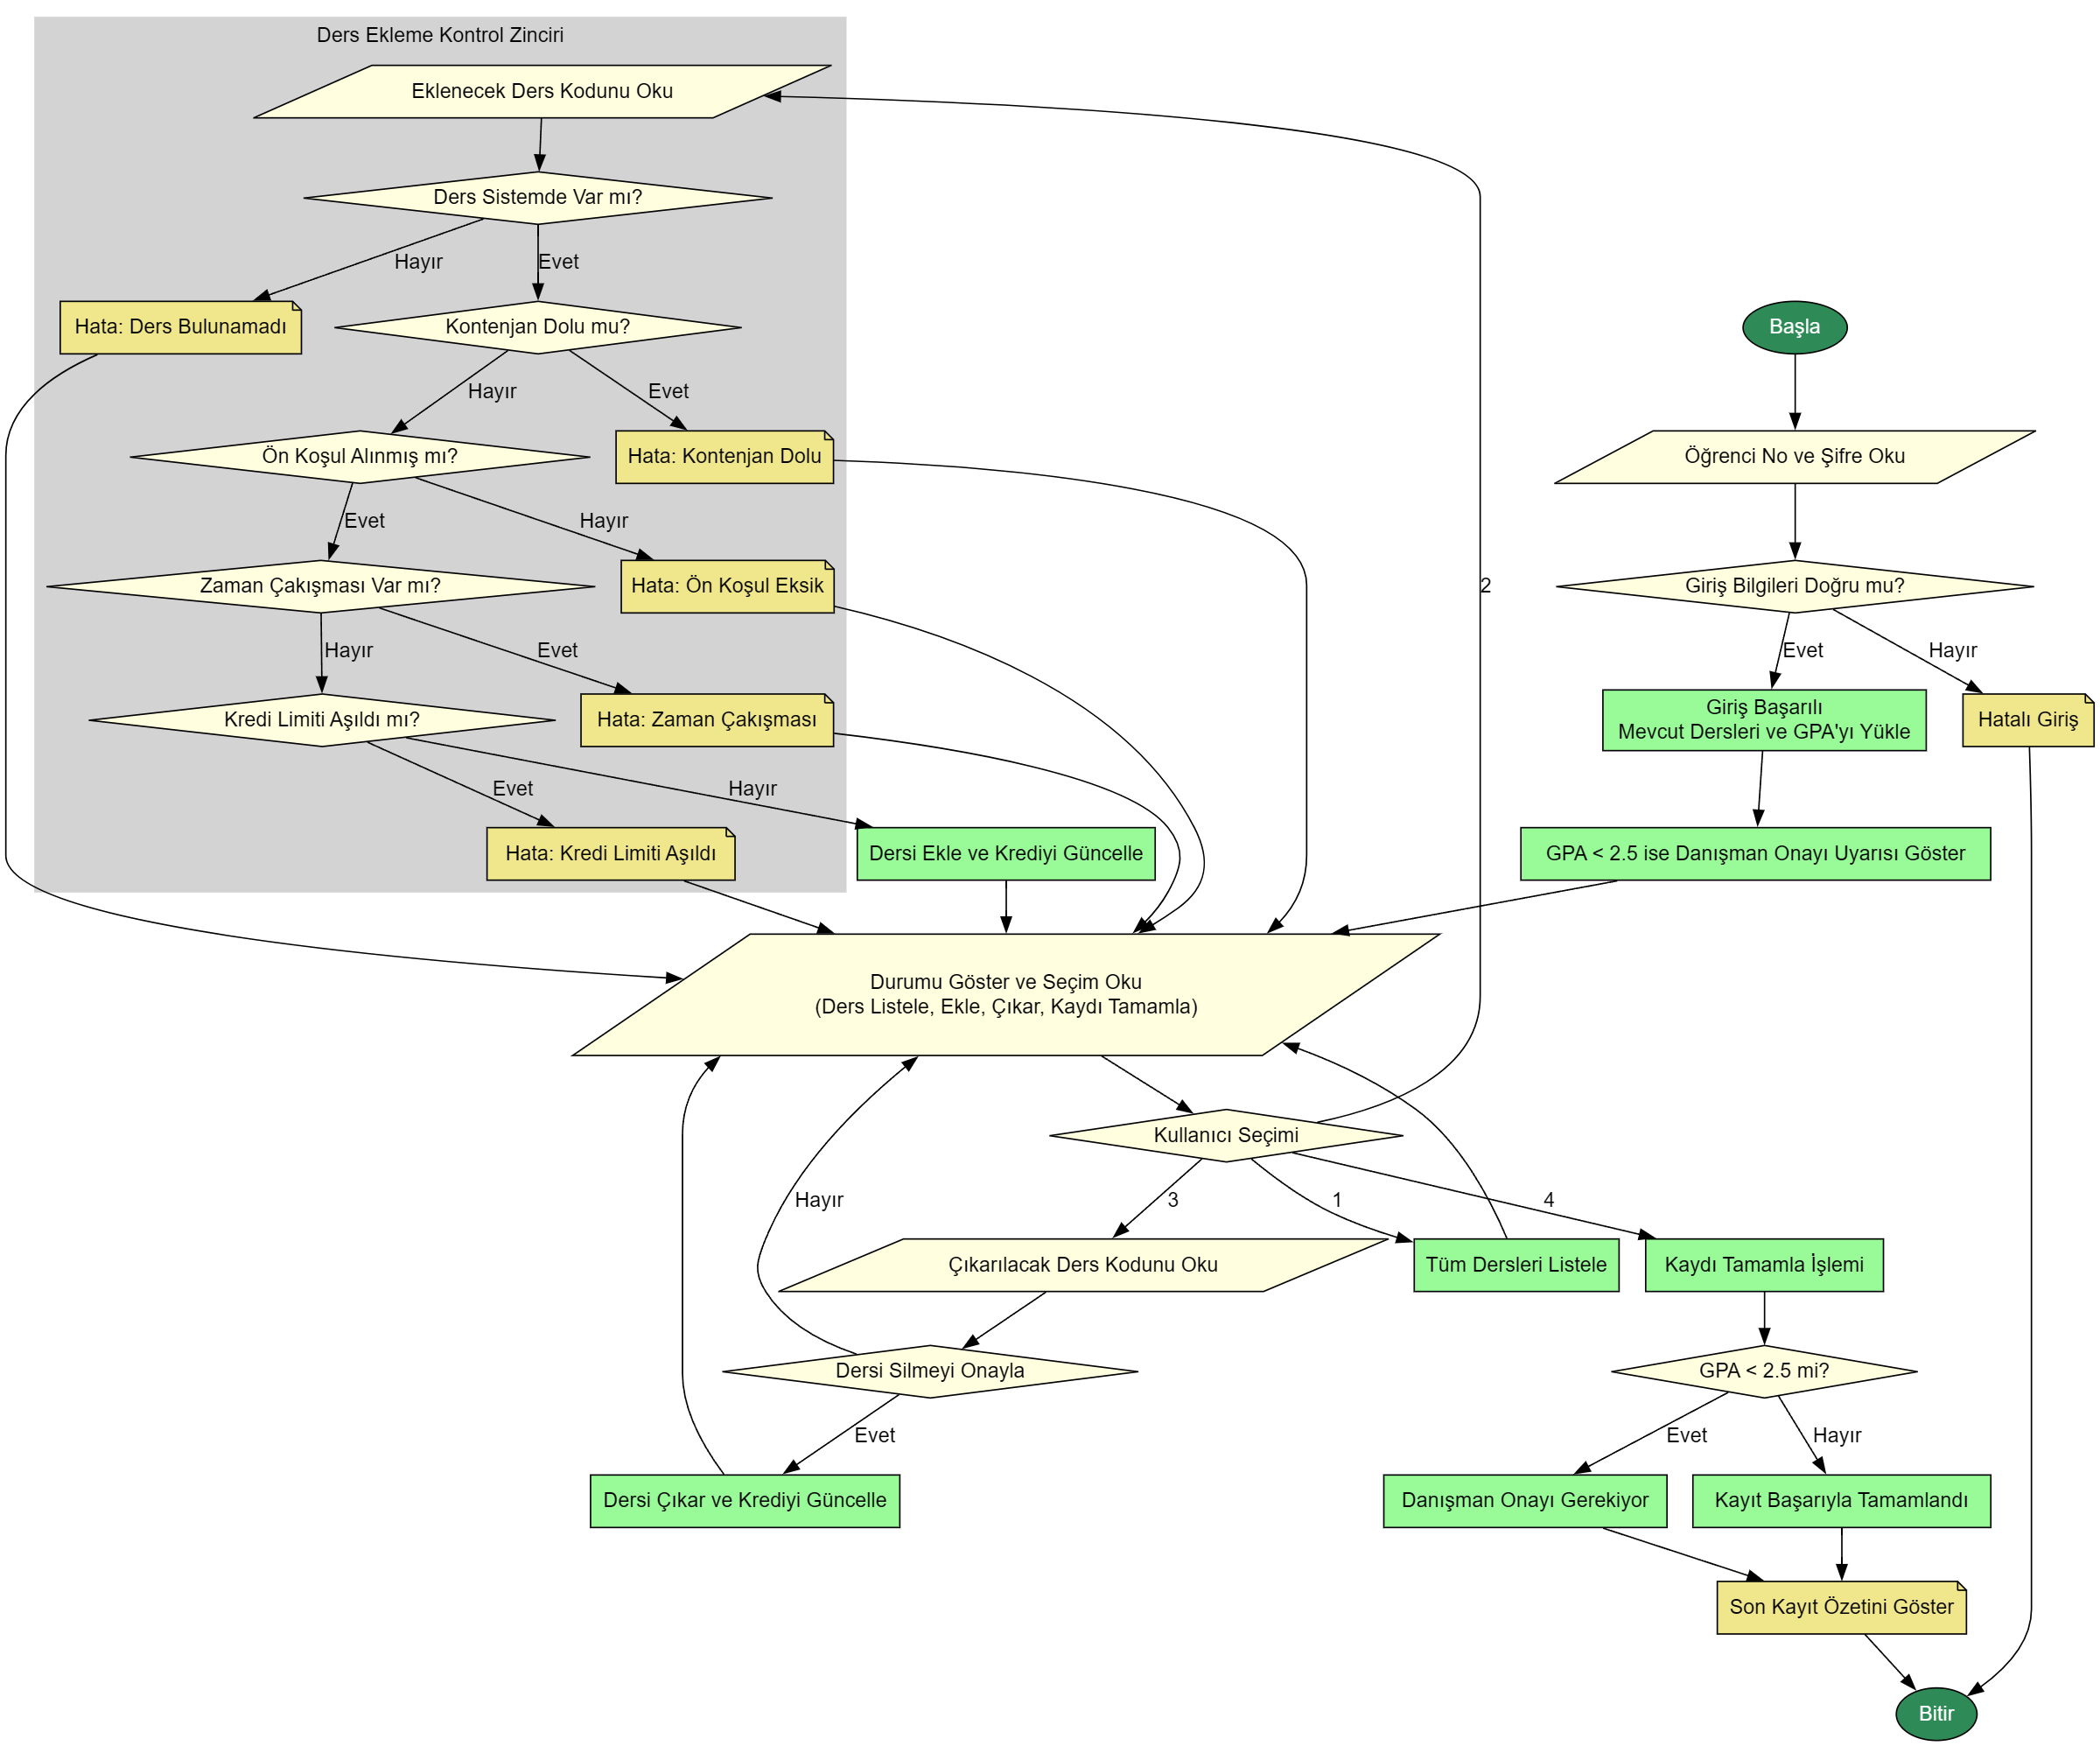 Ders Ekleme Kontrol Zinciri
Eklenecek Ders Kodunu Oku
Ders Sistemde Var mı?
Hayır
Evet
Hata: Ders Bulunamadı
Kontenjan Dolu mu?
Başla
Hayır
Evet
Ön Koşul Alınmış mı?
Hata: Kontenjan Dolu
Öğrenci No ve Şifre Oku
Evet
Hayır
Zaman Çakışması Var mı?
Hata: Ön Koşul Eksik
2
Giriş Bilgileri Doğru mu?
Hayır
Evet
Evet
Hayır
Kredi Limiti Aşıldı mı?
Hata: Zaman Çakışması
Giriş Başarılı
Mevcut Dersleri ve GPA'yı Yükle
Hatalı Giriş
Evet
Hayır
Hata: Kredi Limiti Aşıldı
Dersi Ekle ve Krediyi Güncelle
GPA < 2.5 ise Danışman Onayı Uyarısı Göster
Durumu Göster ve Seçim Oku
(Ders Listele, Ekle, Çıkar, Kaydı Tamamla)
Kullanıcı Seçimi
Hayır
3
1
4
Çıkarılacak Ders Kodunu Oku
Tüm Dersleri Listele
Kaydı Tamamla İşlemi
Dersi Silmeyi Onayla
GPA < 2.5 mi?
Evet
Evet
Hayır
Dersi Çıkar ve Krediyi Güncelle
Danışman Onayı Gerekiyor
Kayıt Başarıyla Tamamlandı
Son Kayıt Özetini Göster
Bitir